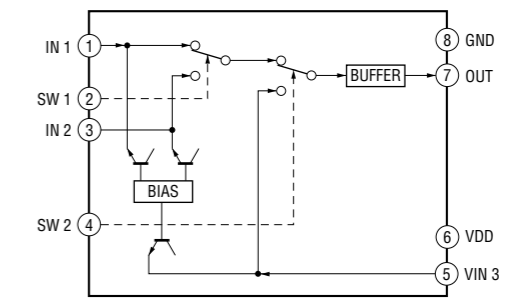 IN 1 1
SW 1 2
IN 2 3
SW 2 4
BIAS
BUFFER
8 GND
7 OUT
6 VDD
5 VIN 3